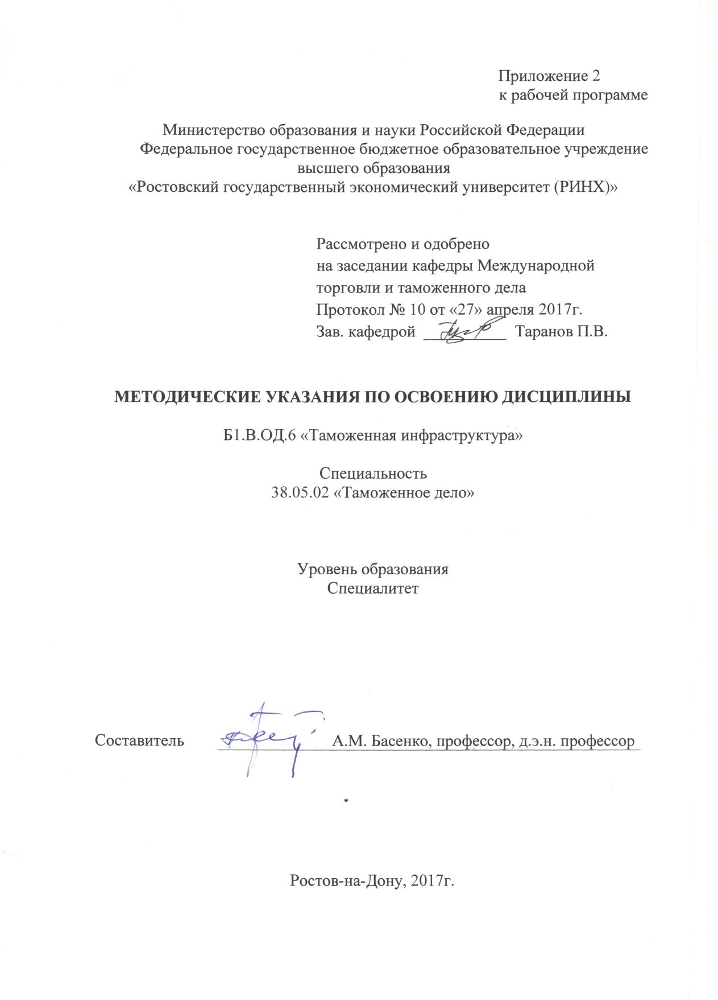 Приложение 2
к рабочей программе
Министерство образования и науки Российской Федерации
Федеральное государственное бюджетное образовательное учреждение
высшего образования
«Ростовский государственный экономический университет (РИНХ)»
Рассмотрено и одобрено
на заседании кафедры Международной
торговли и таможенного дела
Протокол № 10 от «27» апреля 2017г.
Зав. кафедрой Таранов П.В.
МЕТОДИЧЕСКИЕ УКАЗАНИЯ ПО ОСВОЕНИЮ ДИСЦИПЛИНЫ
Б1.В.ОД.6 «Таможенная инфраструктура»
Специальность
38.05.02 «Таможенное дело»
Уровень образования
Специалитет
Составитель А.М. Басенко, профессор, д.э.н. профессор
Ростов-на-Дону, 2017г.